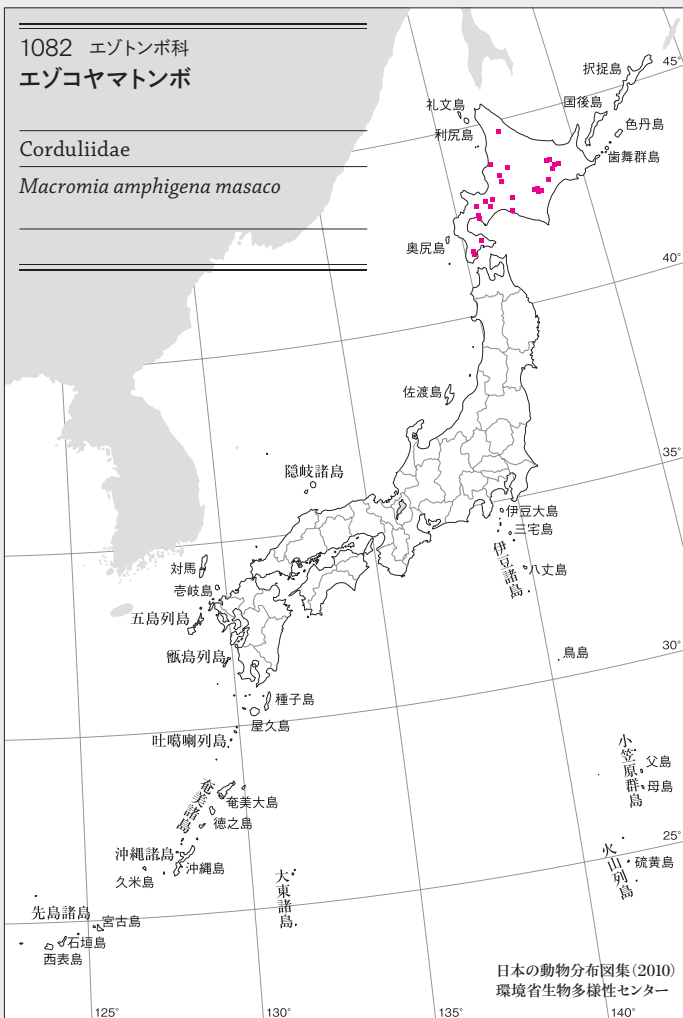 1082 エゾトンボ科
エゾコヤマトンボ
Corduliidae
Macromia amphigena masaco
択捉島
45°
国後島
礼文島
色丹島
利尻島
歯舞群島
奥尻島
40°
佐渡島
35°
隠岐諸島
伊豆大島
三宅島
伊豆諸島
八丈島
対馬
壱岐島
五島列島
甑島列島
鳥島
30°
種子島
屋久島
吐噶喇列島
小笠原群島
父島
母島
奄美諸島
奄美大島
徳之島
25°
沖縄諸島
沖縄島
久米島
火山列島
硫黄島
大東諸島
先島諸島
宮古島
石垣島
西表島
日本の動物分布図集(2010)
環境省生物多様性センター
125°
130°
135°
140°